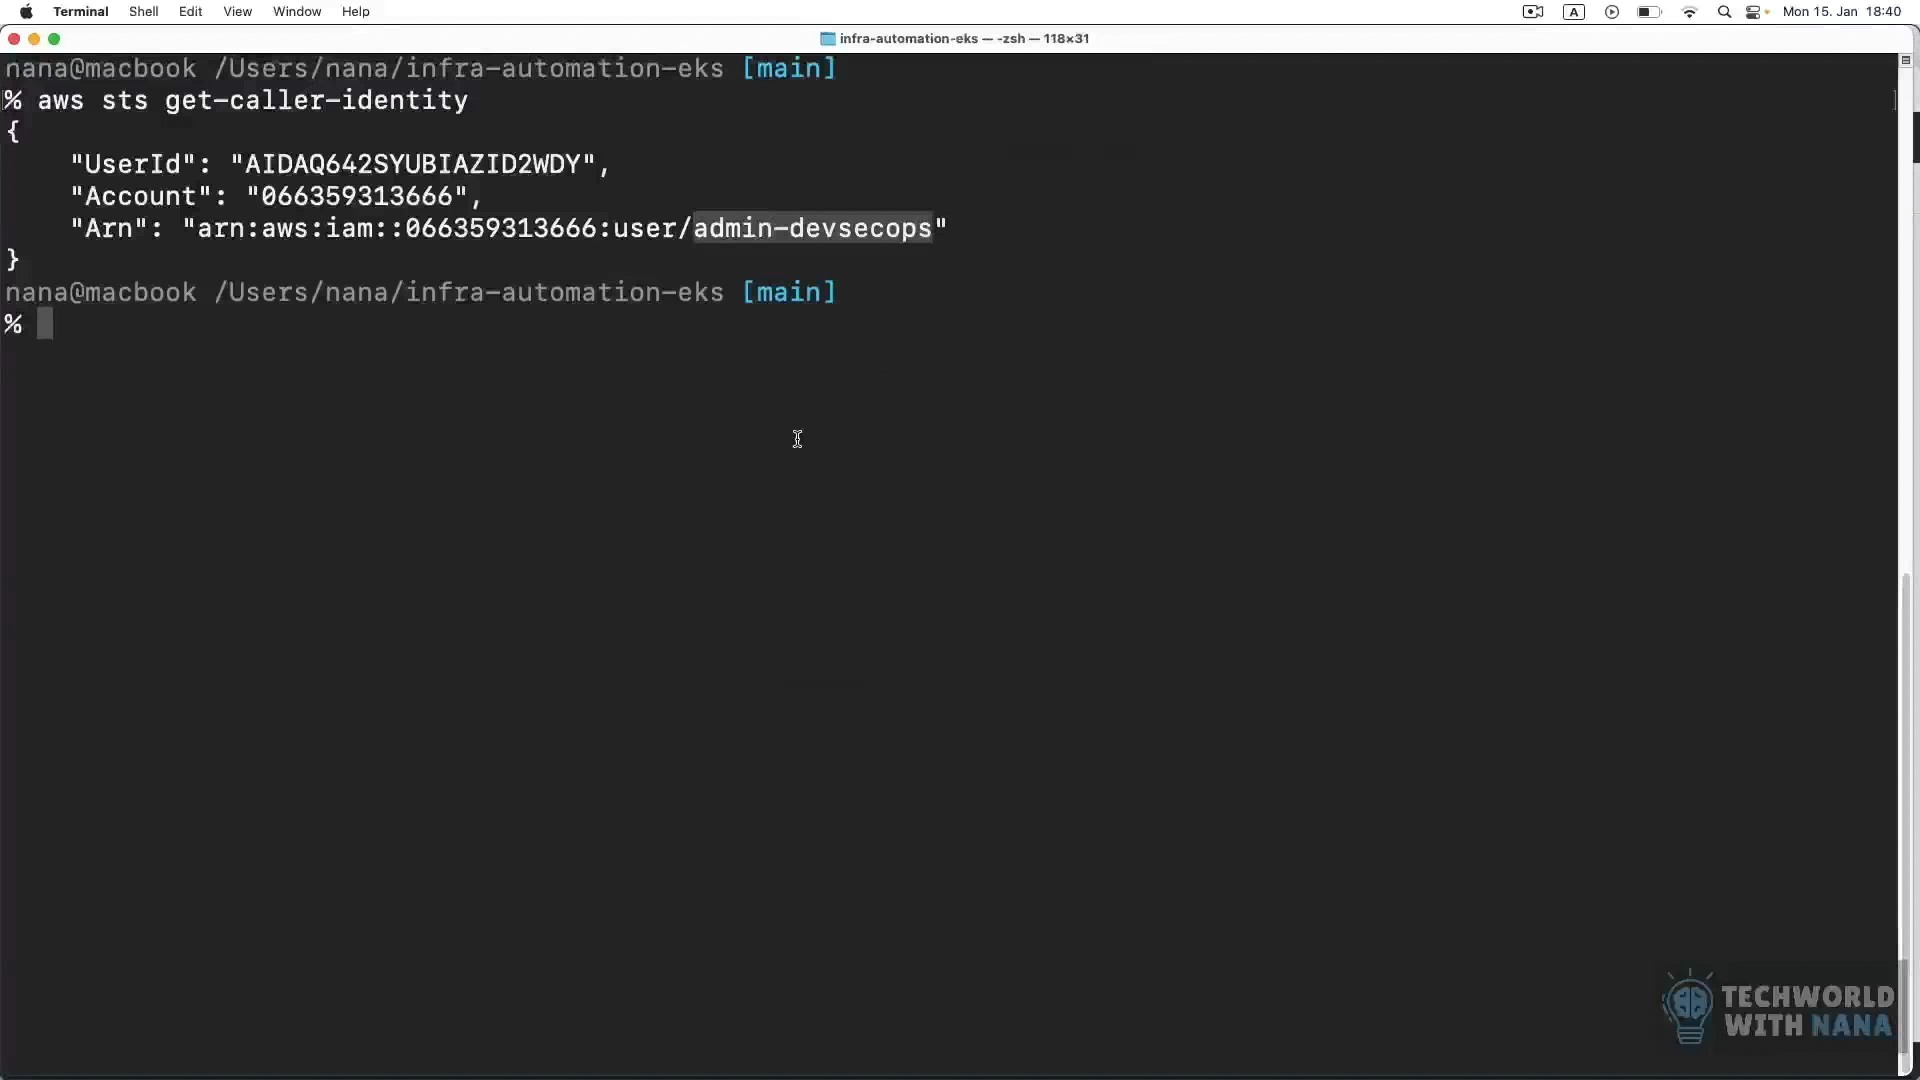 Terminal Shell Edit View Window Help A Mon 15. Jan 18:40
infra-automation-eks — -zsh — 118×31
nana@macbook /Users/nana/infra-automation-eks [main]
% aws sts get-caller-identity
{
    "UserId": "AIDAQ642SYUBIAZID2WDY",
    "Account": "066359313666",
    "Arn": "arn:aws:iam::066359313666:user/admin-devsecops"
}
nana@macbook /Users/nana/infra-automation-eks [main]
%
TECHWORLD
WITH NANA